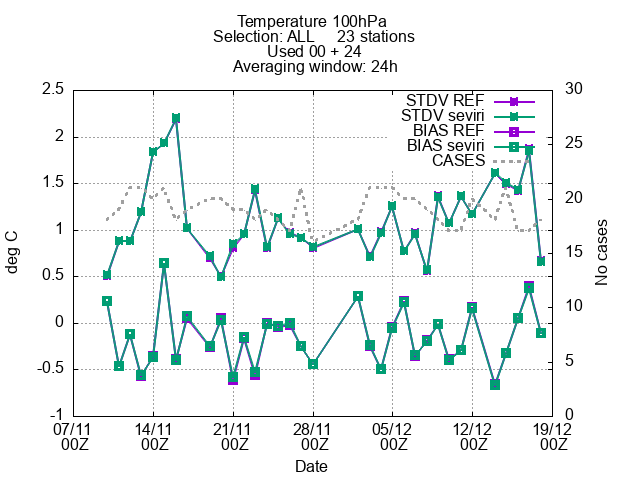 Temperature 100hPa
Selection: ALL     23 stations
Used 00 + 24
Averaging window: 24h
2.5
2
1.5
1
0.5
0
-0.5
-1
deg C
30
25
20
15
10
5
0
No cases
STDV REF
STDV seviri
BIAS REF
BIAS seviri
CASES
07/11 14/11 21/11 28/11 05/12 12/12 19/12
00Z 00Z 00Z 00Z 00Z 00Z 00Z
Date